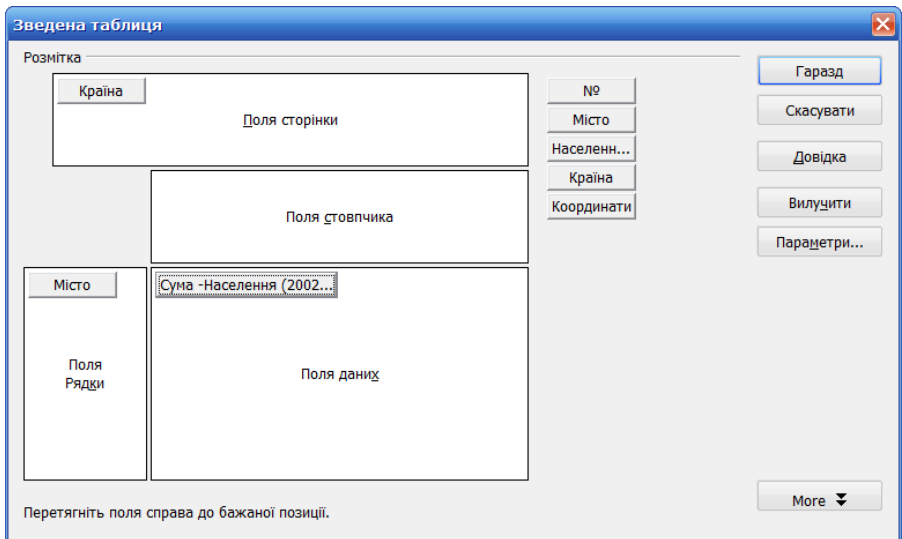 Зведена таблиця
Розмітка
Країна
Поля сторінки
Поля стовпчика
Місто
Поля
Рядки
Сума -Населення (2002...
Поля даних
№
Місто
Населенн...
Країна
Координати
Гаразд
Скасувати
Довідка
Вилучити
Параметри...
More
Перетягніть поля справа до бажаної позиції.